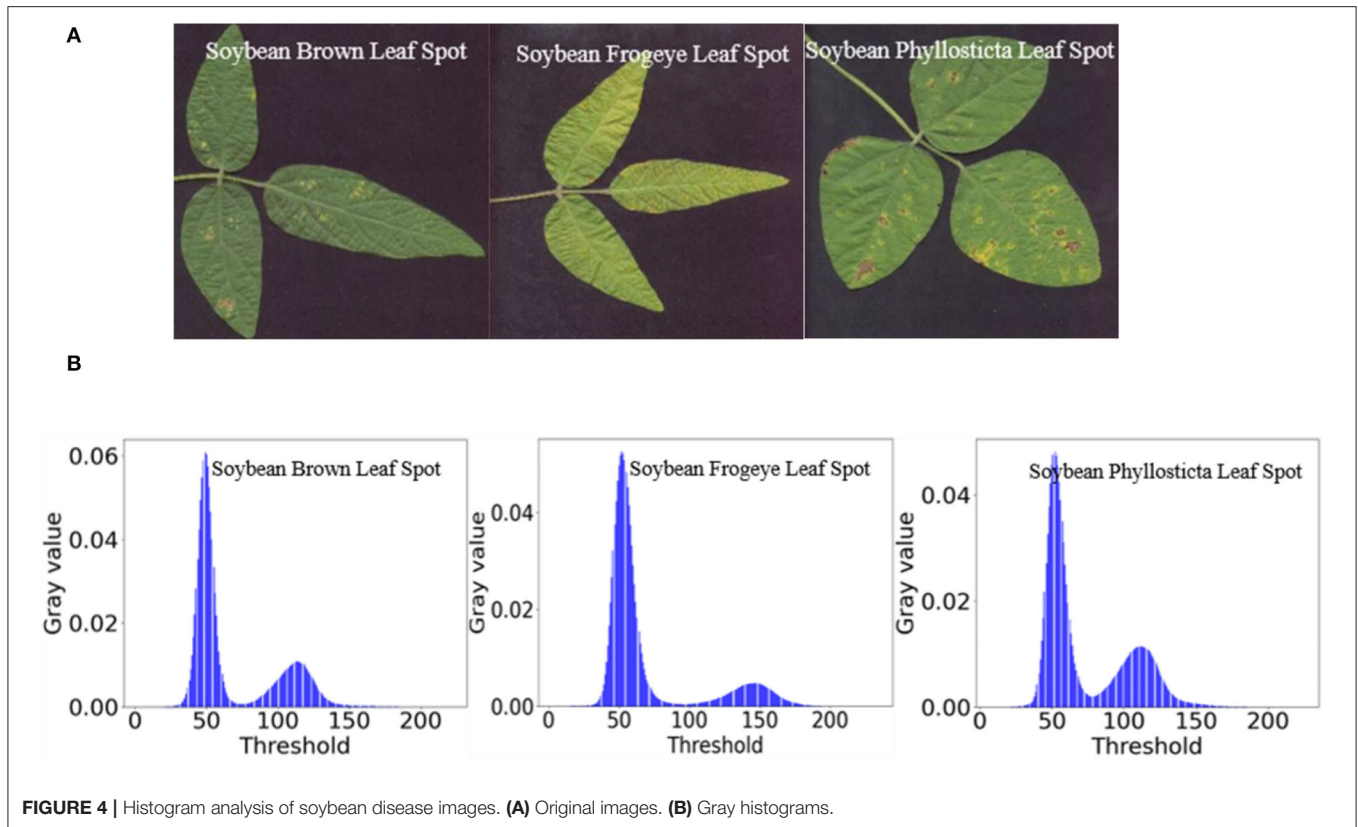 A
Soybean Brown Leaf Spot
Soybean Frogeye Leaf Spot
Soybean Phyllosticta Leaf Spot
B
Soybean Brown Leaf Spot
Gray value
0.06
0.04
0.02
0.00
0 50 100 150 200
Threshold
Soybean Frogeye Leaf Spot
Gray value
0.04
0.02
0.00
0 50 100 150 200
Threshold
Soybean Phyllosticta Leaf Spot
Gray value
0.04
0.02
0.00
0 50 100 150 200
Threshold
FIGURE 4 | Histogram analysis of soybean disease images. (A) Original images. (B) Gray histograms.